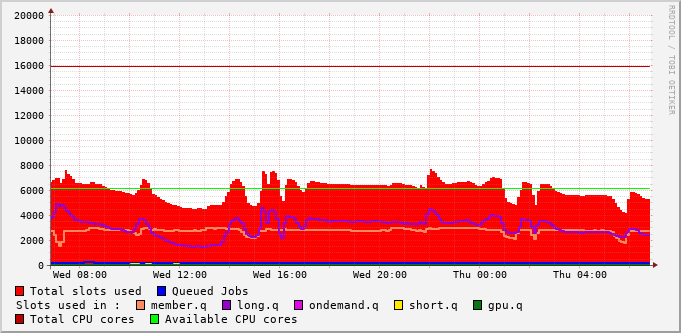 RRDTOOL / TOBI OETIKER
20000
18000
16000
14000
12000
10000
8000
6000
4000
2000
0
Wed 08:00 Wed 12:00 Wed 16:00 Wed 20:00 Thu 00:00 Thu 04:00
Total slots used Queued Jobs
Slots used in : member.q long.q ondemand.q short.q gpu.q
Total CPU cores Available CPU cores